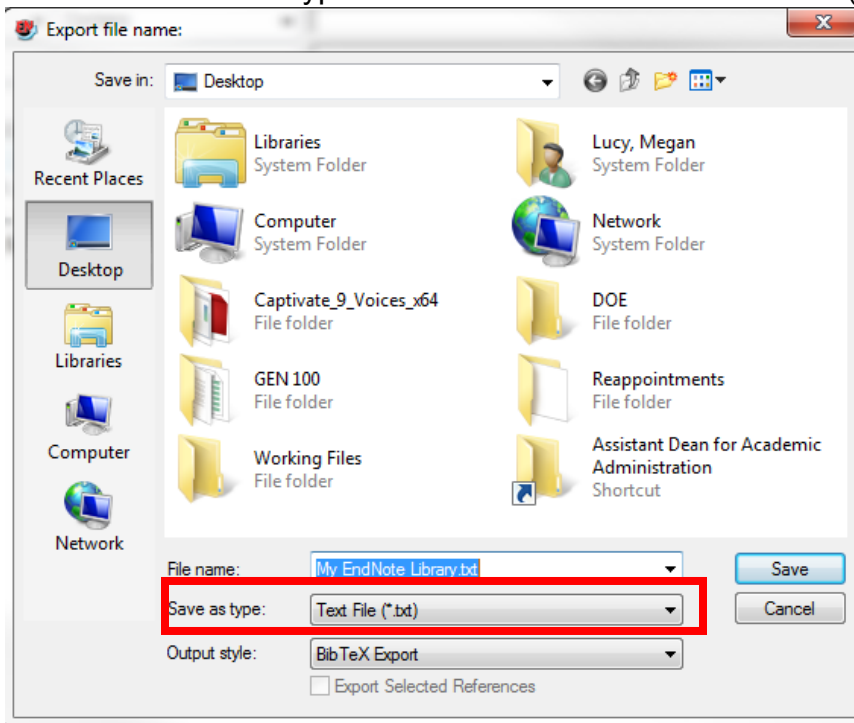 Export file name:
Save in:
Desktop
Recent Places
Desktop
Libraries
Computer
Network
Libraries
System Folder
Lucy, Megan
System Folder
Computer
System Folder
Network
System Folder
Captivate_9_Voices_x64
File folder
DOE
File folder
GEN 100
File folder
Reappointments
File folder
Working Files
File folder
Assistant Dean for Academic
Administration
Shortcut
File name:
My EndNote Library.txt
Save
Save as type:
Text File (*.txt)
Cancel
Output style:
BibTeX Export
Export Selected References